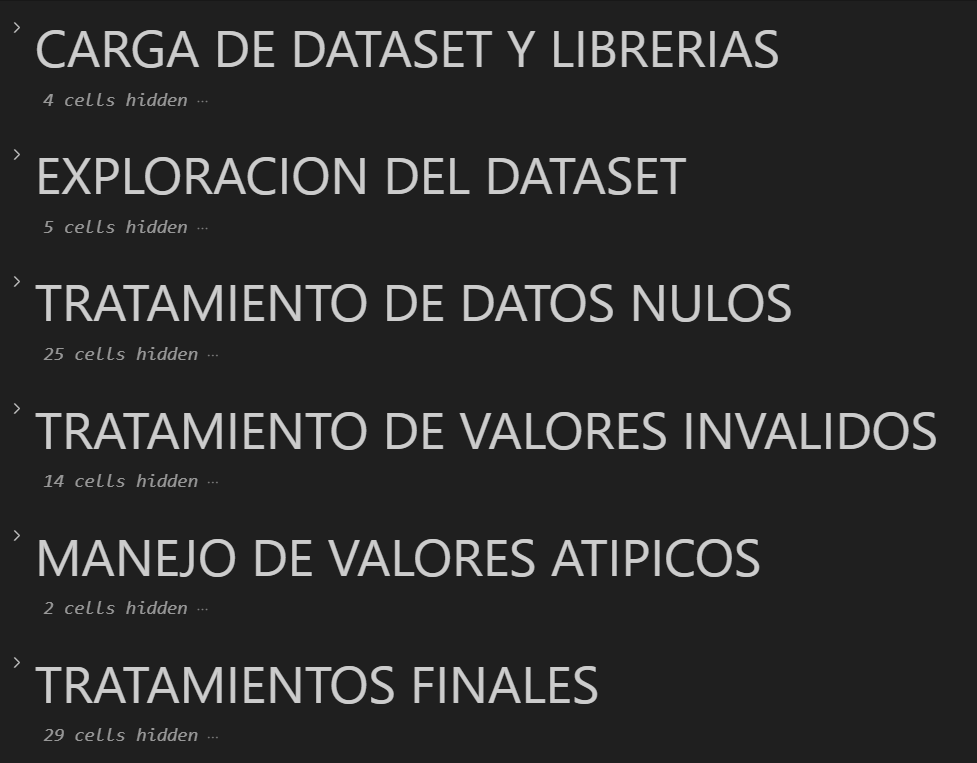 CARGA DE DATASET Y LIBRERIAS
4 cells hidden ···
EXPLORACION DEL DATASET
5 cells hidden ···
TRATAMIENTO DE DATOS NULOS
25 cells hidden ···
TRATAMIENTO DE VALORES INVALIDOS
14 cells hidden ···
MANEJO DE VALORES ATIPICOS
2 cells hidden ···
TRATAMIENTOS FINALES
29 cells hidden ···